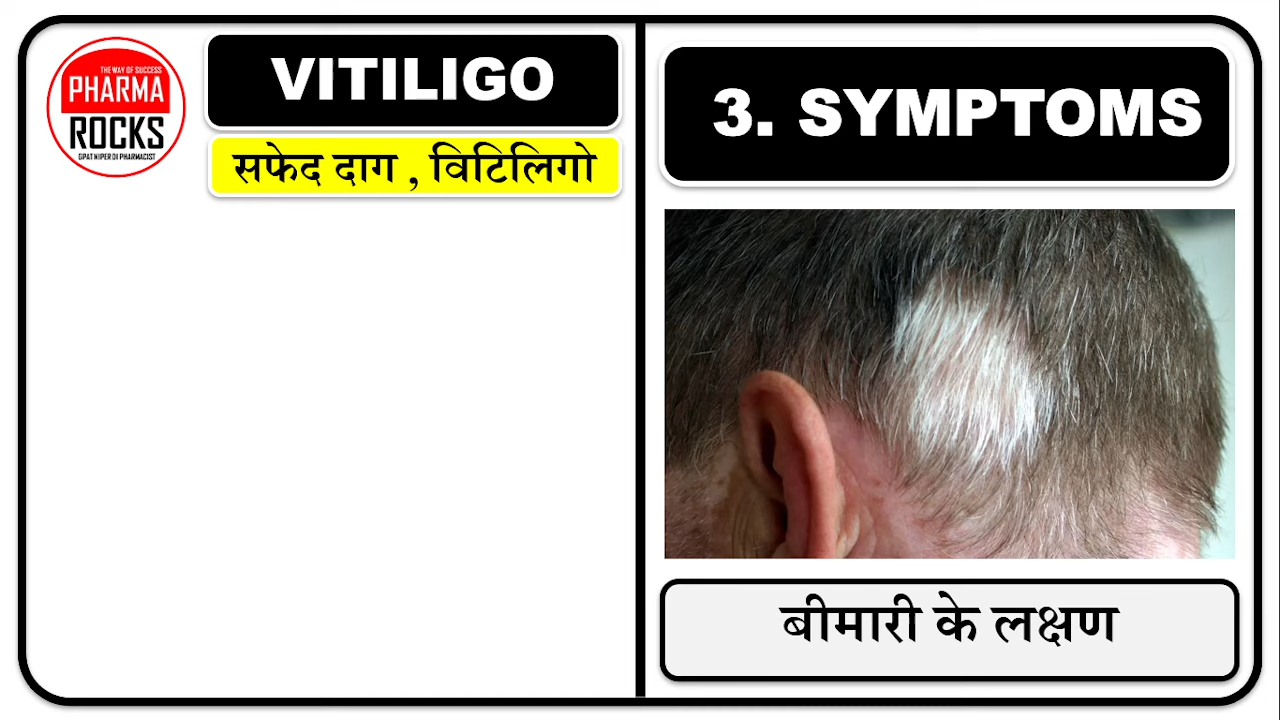 THE WAY OF SUCCESS
PHARMA
ROCKS
GPAT NIPER DI PHARMACIST
VITILIGO
सफेद दाग , विटिलिगो
3. SYMPTOMS
बीमारी के लक्षण